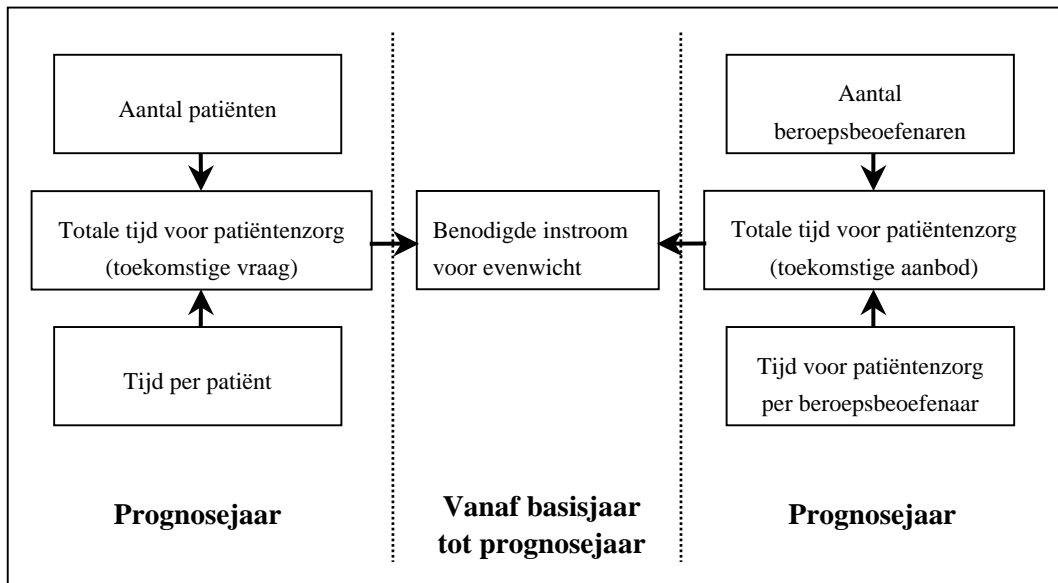 Aantal patiënten
Totale tijd voor patiëntenzorg
(toekomstige vraag)
Tijd per patiënt
Prognosejaar
Benodigde instroom
voor evenwicht
Vanaf basisjaar
tot prognosejaar
Aantal
beroepsbeoefenaren
Totale tijd voor patiëntenzorg
(toekomstige aanbod)
Tijd voor patiëntenzorg
per beroepsbeoefenaar
Prognosejaar